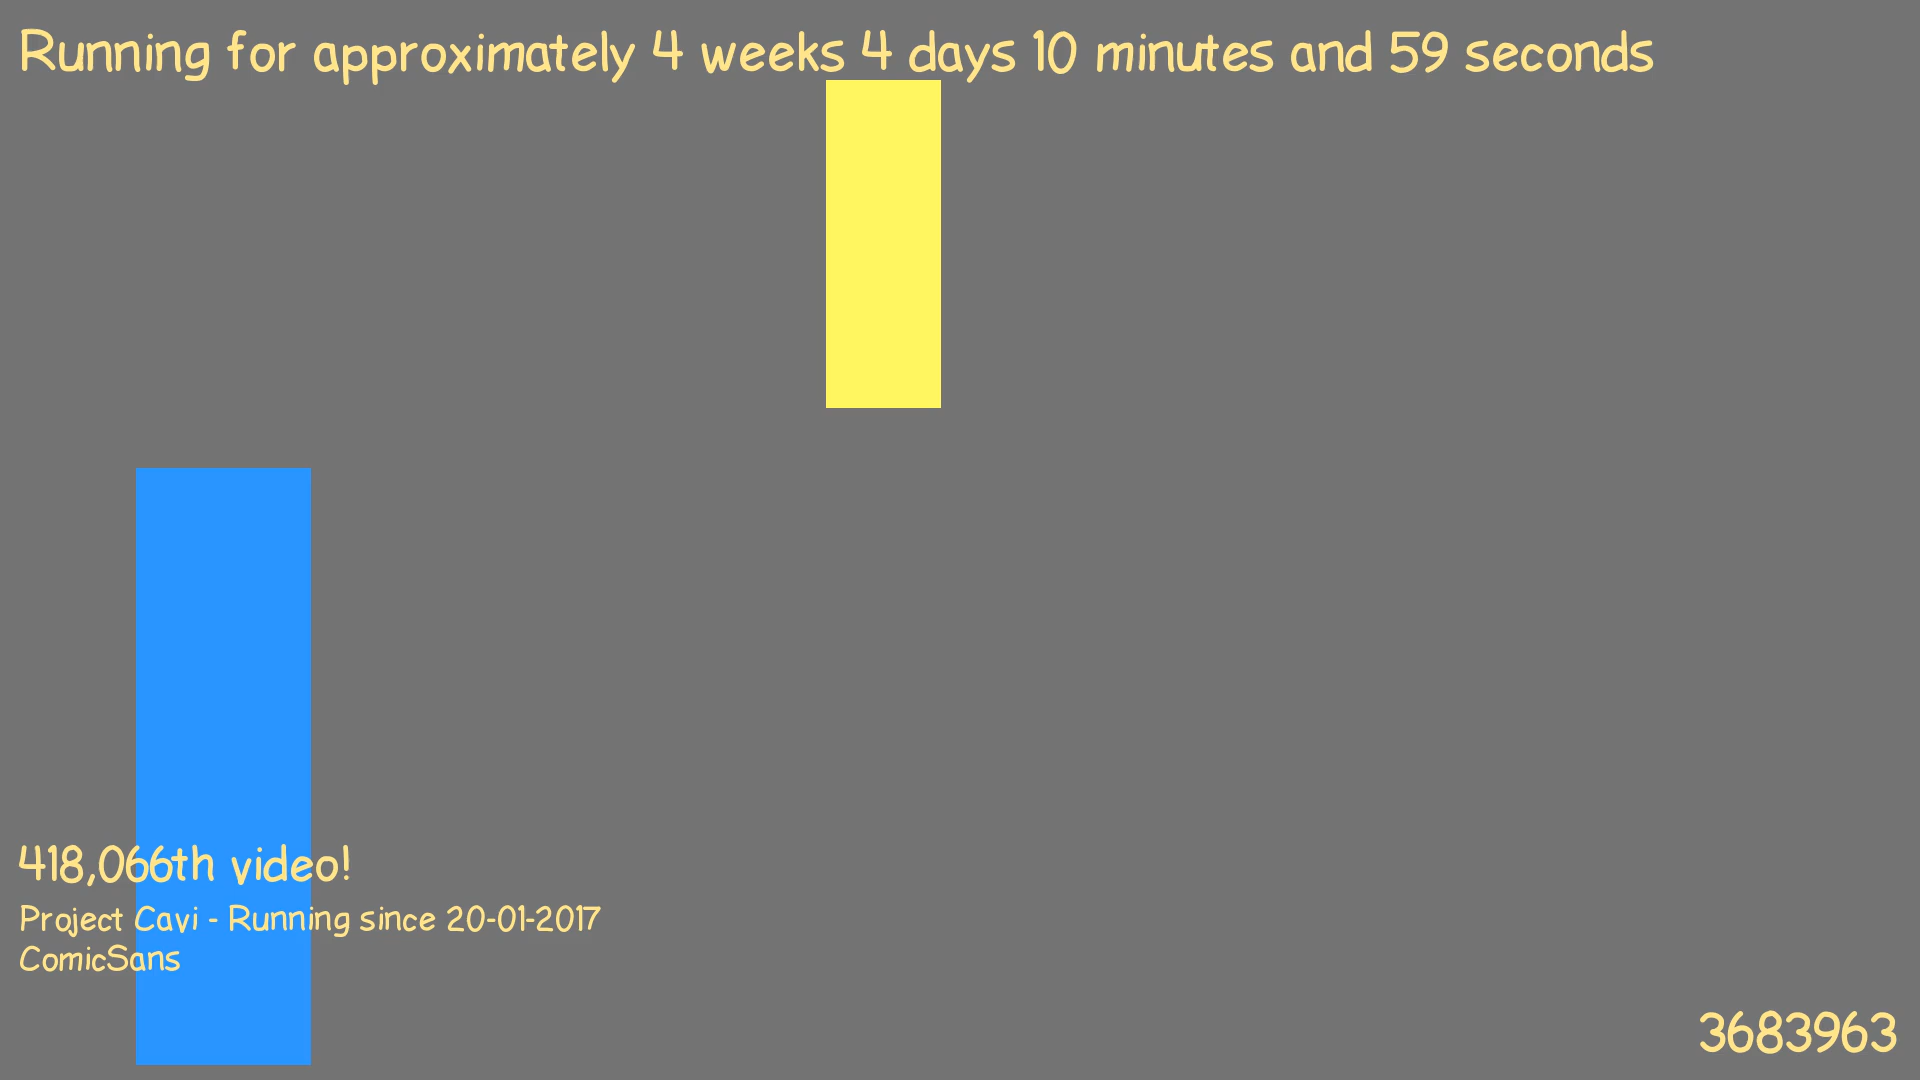 Running for approximately 4 weeks 4 days 10 minutes and 59 seconds
418,066th video!
Project Cavi - Running since 20-01-2017
ComicSans
3683963